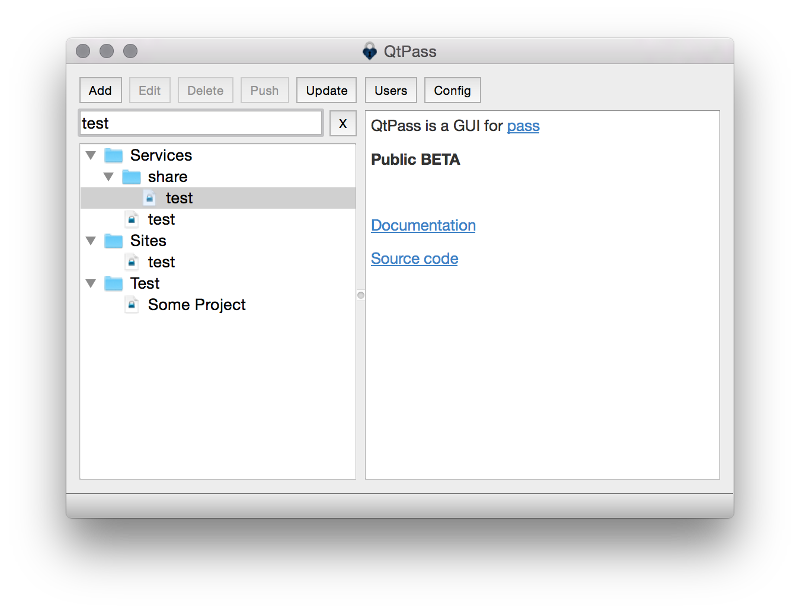 QtPass
Add Edit Delete Push Update Users Config
test X
Services
share
test
test
Sites
test
Test
Some Project
QtPass is a GUI for pass
Public BETA
Documentation
Source code